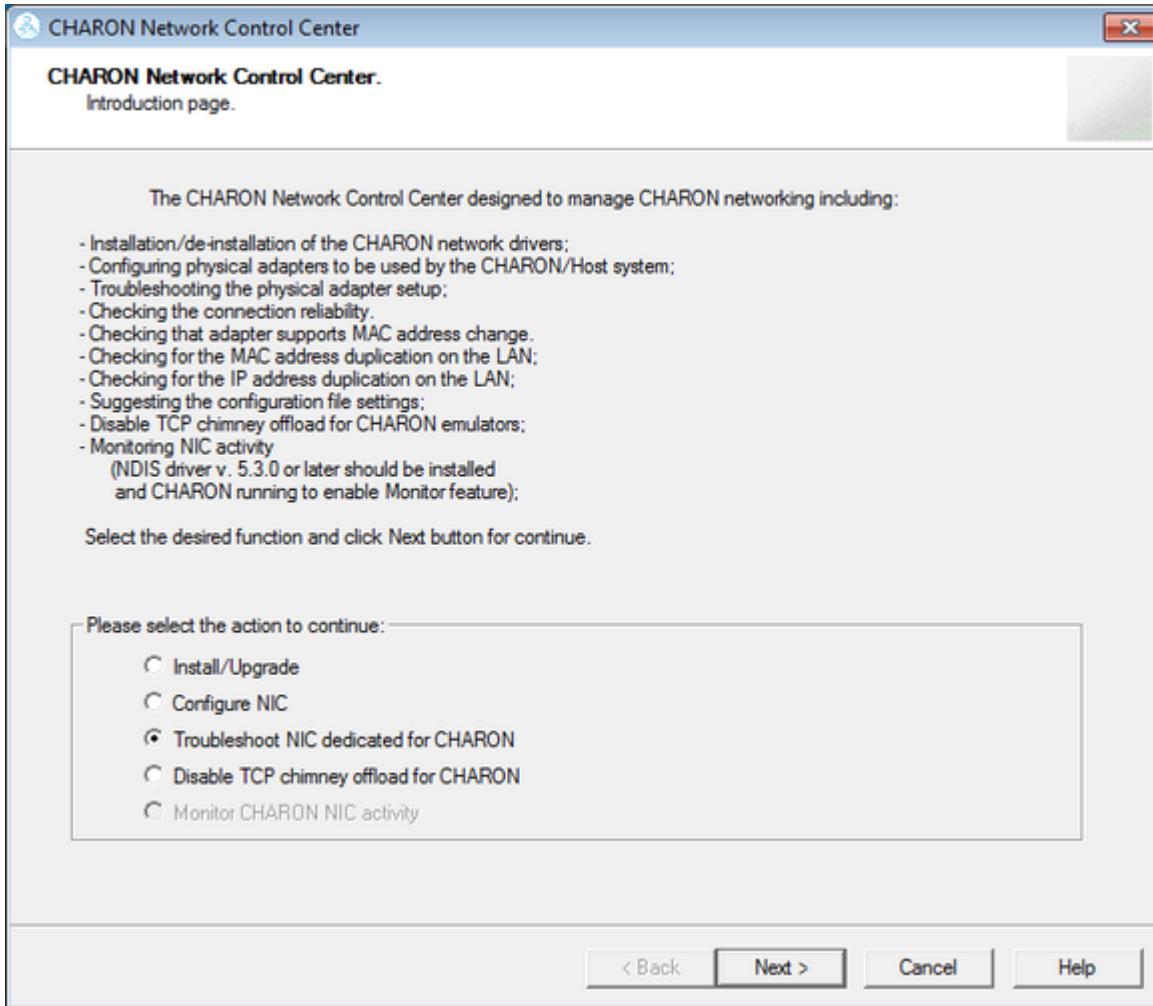 CHARON Network Control Center
CHARON Network Control Center.
Introduction page.
The CHARON Network Control Center designed to manage CHARON networking including:
- Installation/de-installation of the CHARON network drivers;
- Configuring physical adapters to be used by the CHARON/Host system;
- Troubleshooting the physical adapter setup;
- Checking the connection reliability.
- Checking that adapter supports MAC address change.
- Checking for the MAC address duplication on the LAN;
- Checking for the IP address duplication on the LAN;
- Suggesting the configuration file settings;
- Disable TCP chimney offload for CHARON emulators;
- Monitoring NIC activity
(NDIS driver v. 5.3.0 or later should be installed
and CHARON running to enable Monitor feature);
Select the desired function and click Next button for continue.
Please select the action to continue:
Install/Upgrade
Configure NIC
Troubleshoot NIC dedicated for CHARON
Disable TCP chimney offload for CHARON
Monitor CHARON NIC activity
< Back Next > Cancel Help